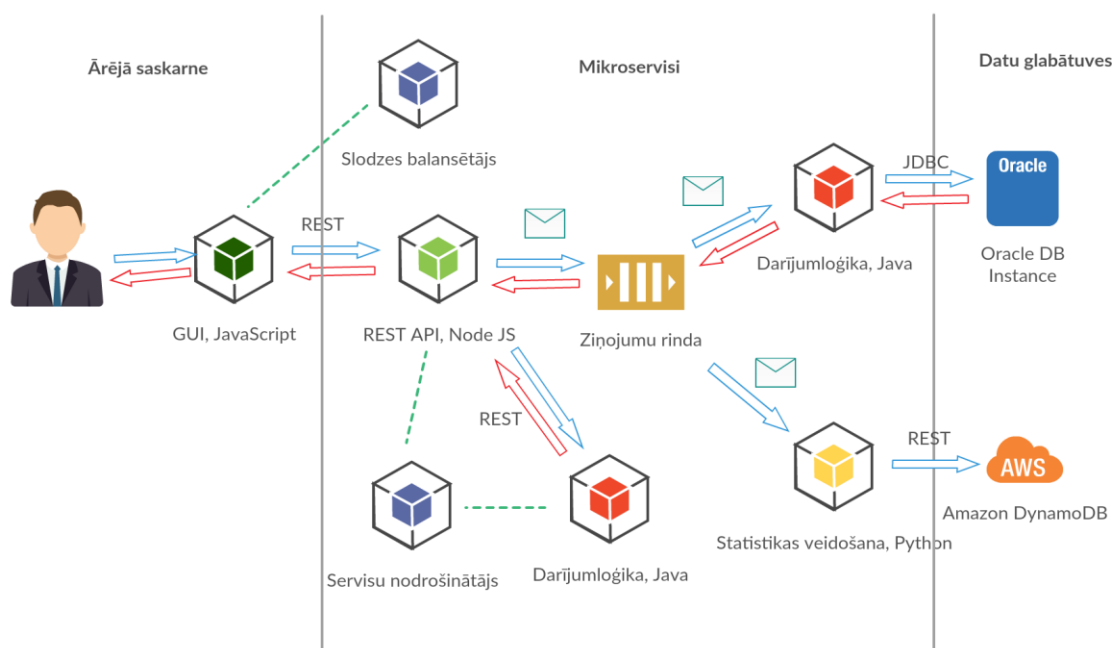 Ārējā saskarne
Mikroservisi
Datu glabātuves
Slodzes balansētājs
JDBC
Oracle
REST
Darījumloģika, Java
Oracle DB
Instance
GUI, JavaScript
REST API, Node JS
Ziņojumu rinda
REST
REST
AWS
Amazon DynamoDB
Statistikas veidošana, Python
Servisu nodrošinātājs
Darījumloģika, Java